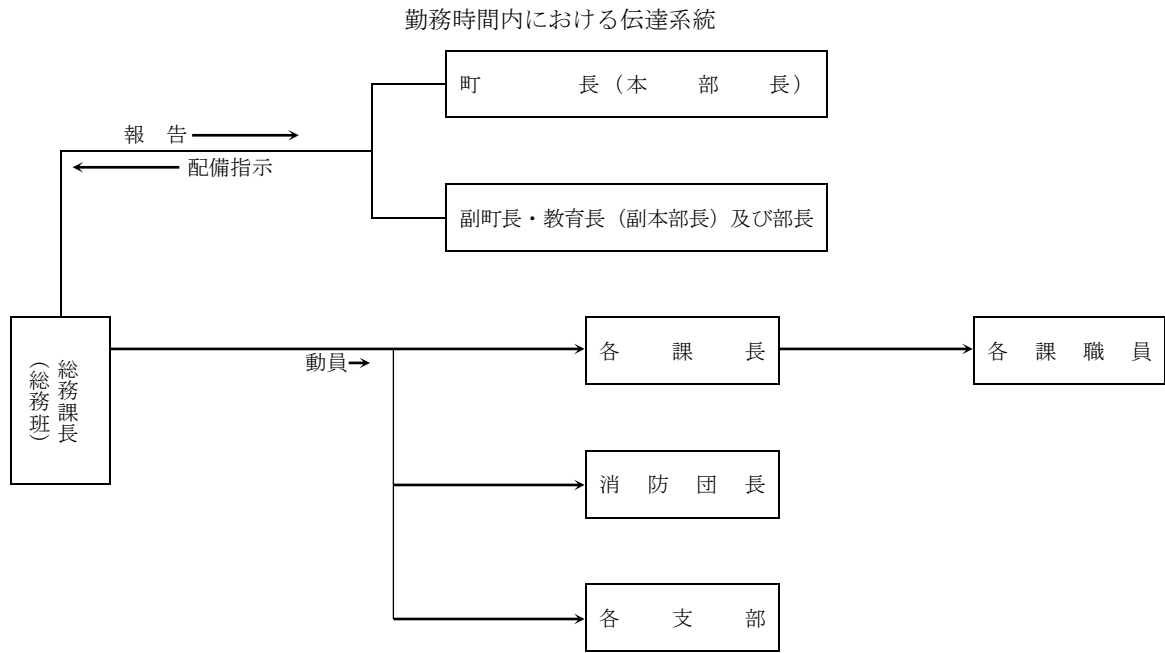 勤務時間内における伝達系統
町長（本部長）
報告
配備指示
副町長・教育長（副本部長）及び部長
総務課長
（総務班）
動員
各課長
各課職員
消防団長
各支部